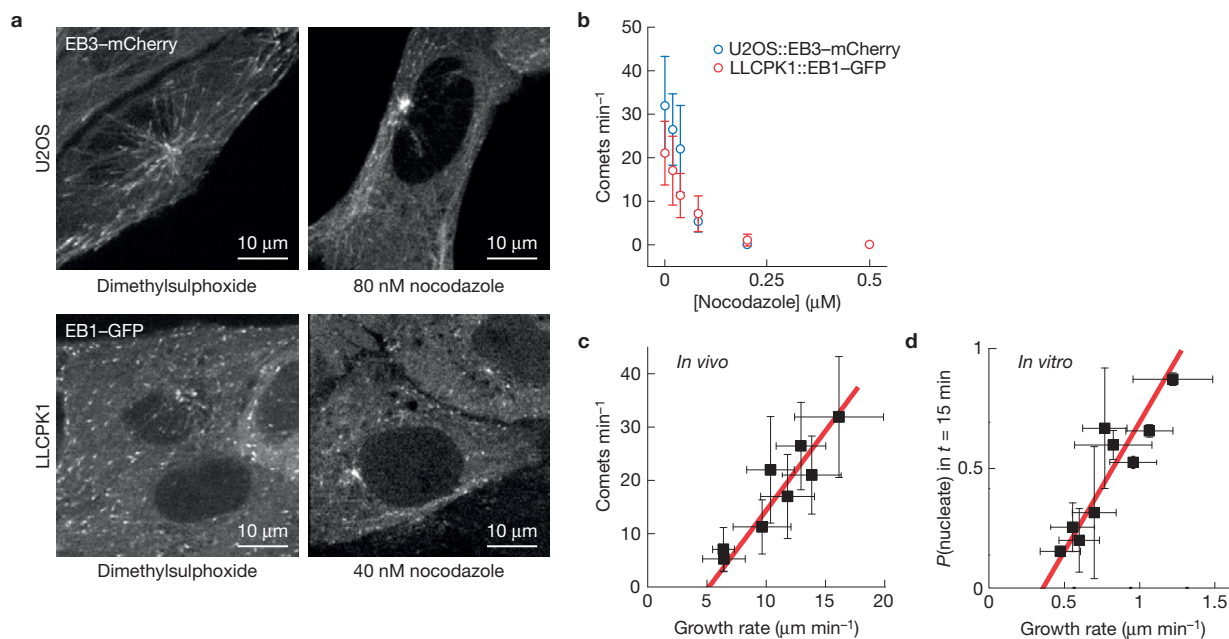 a
EB3–mCherry
U2OS
10 μm
10 μm
Dimethylsulphoxide
80 nM nocodazole
EB1–GFP
LLCPK1
10 μm
10 μm
Dimethylsulphoxide
40 nM nocodazole
b
50
40
30
20
10
0
Comets min⁻¹
U2OS::EB3–mCherry
LLCPK1::EB1–GFP
0
0.25
0.5
[Nocodazole] (μM)
c
In vivo
40
30
20
10
0
Comets min⁻¹
0
5
10
15
20
Growth rate (μm min⁻¹)
d
In vitro
1
0.5
0
P(nucleate) in t = 15 min
0
0.5
1
1.5
Growth rate (μm min⁻¹)